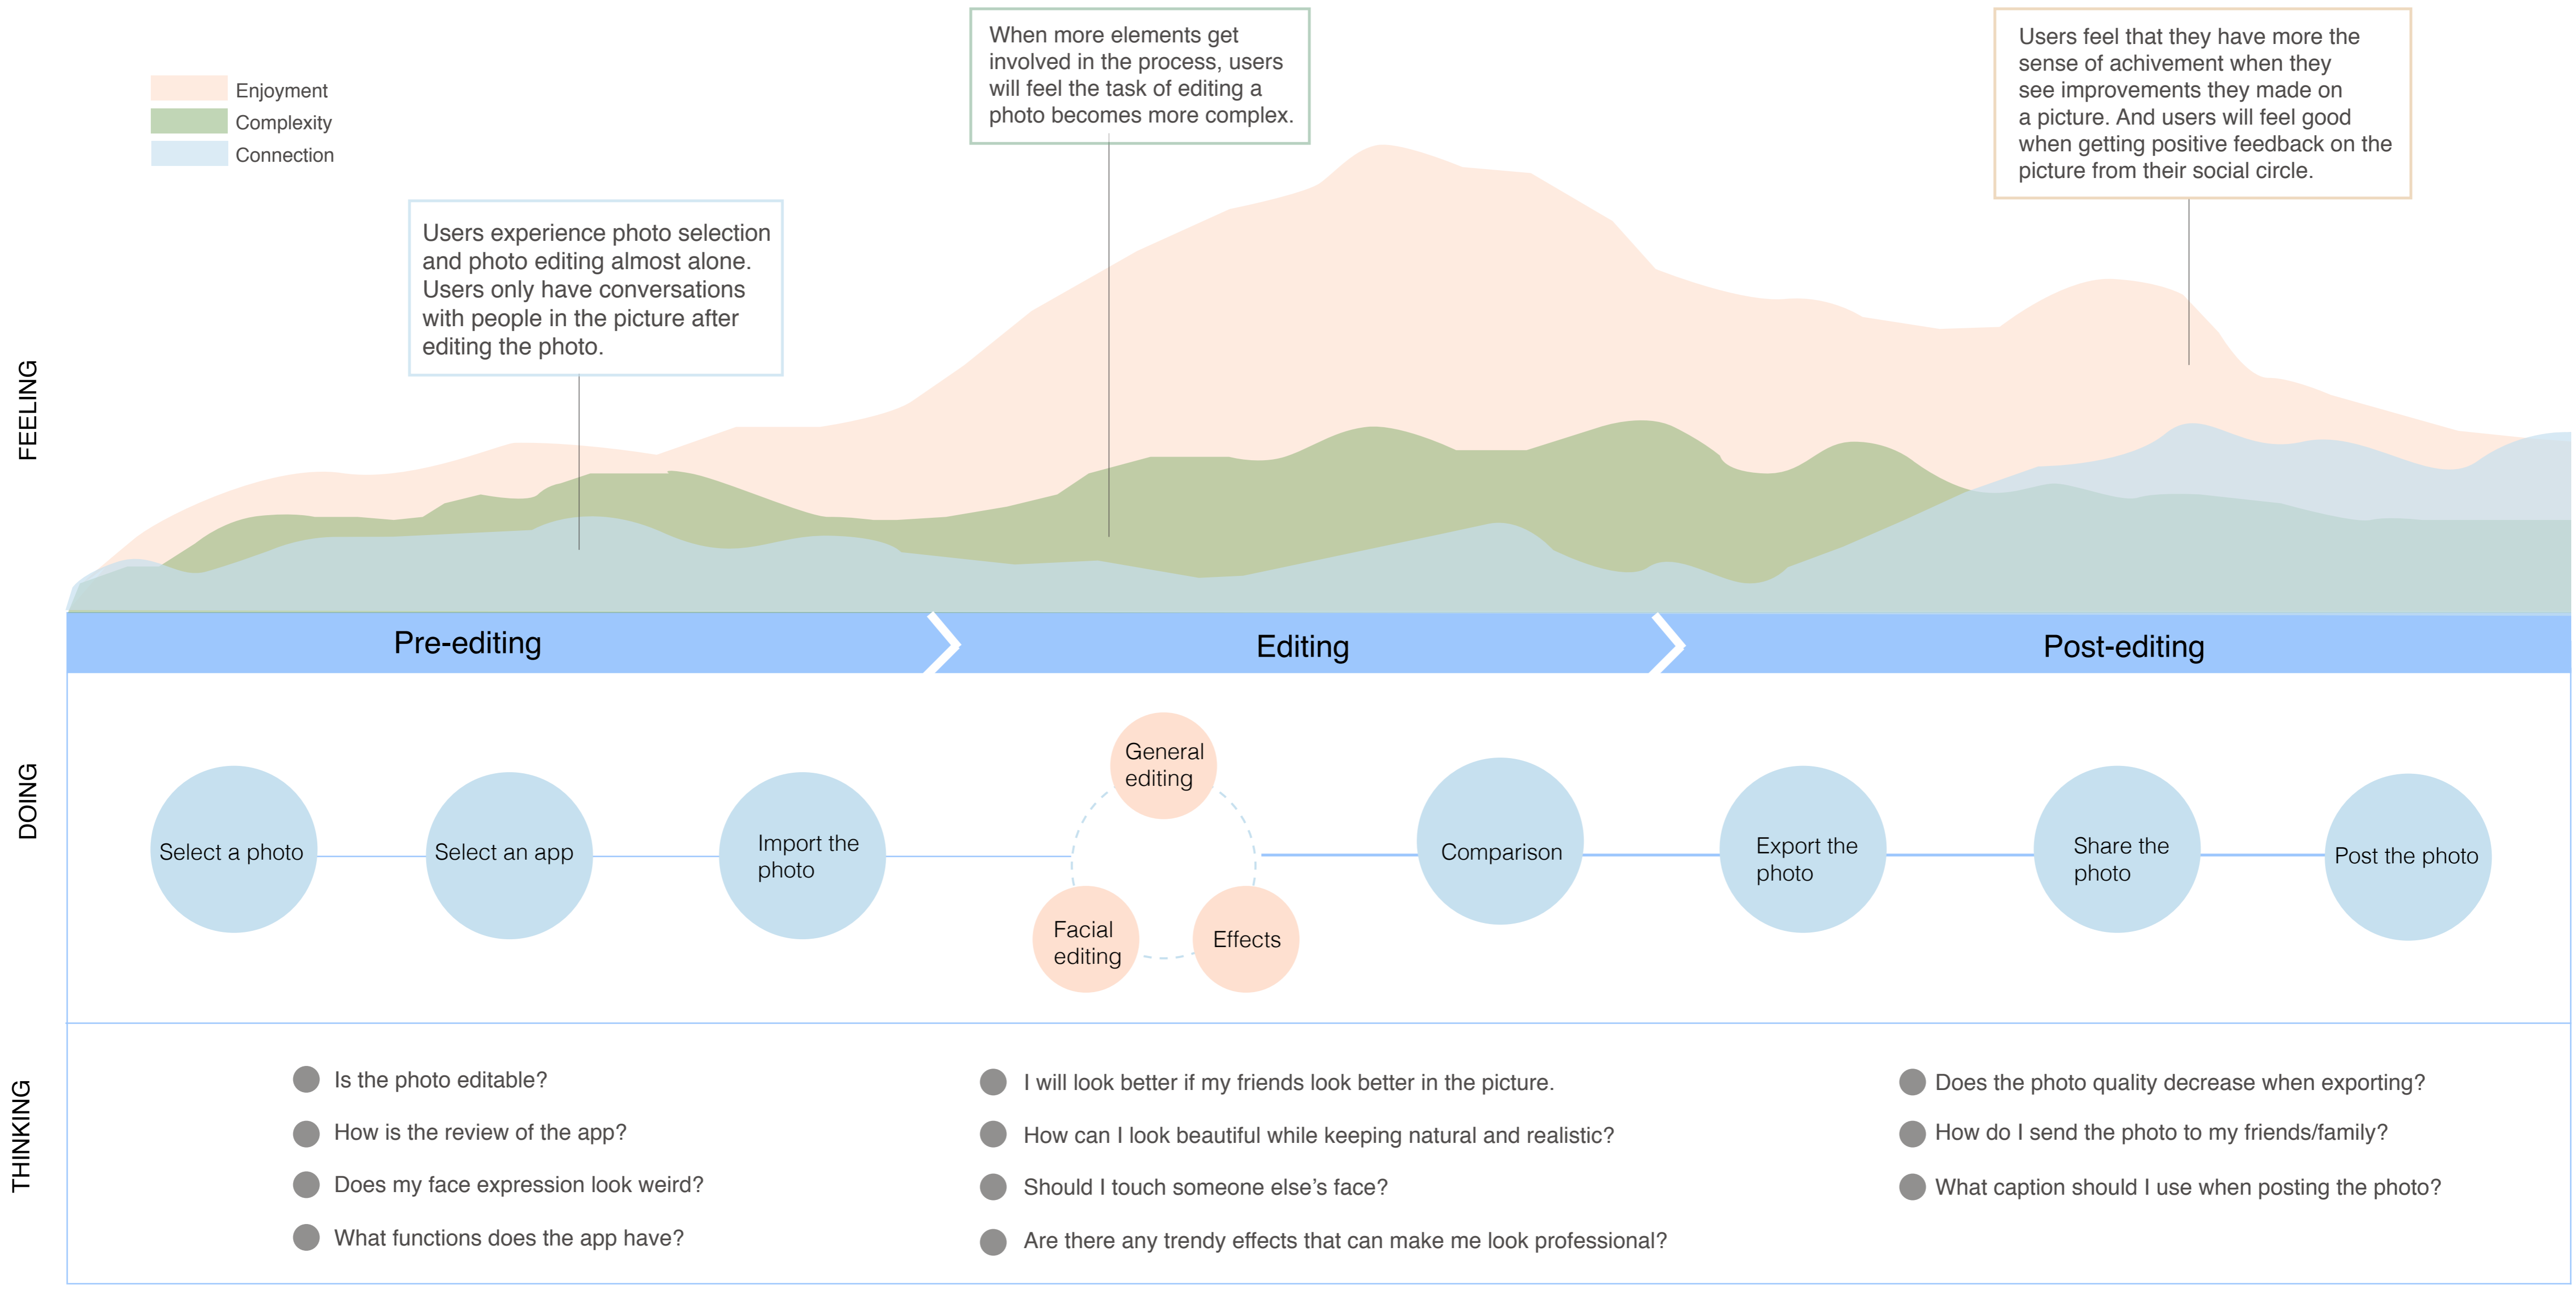 Enjoyment
Complexity
Connection
Users experience photo selection
and photo editing almost alone.
Users only have conversations
with people in the picture after
editing the photo.
When more elements get
involved in the process, users
will feel the task of editing a
photo becomes more complex.
Users feel that they have more the
sense of achivement when they
see improvements they made on
a picture. And users will feel good
when getting positive feedback on the
picture from their social circle.
FEELING
Pre-editing
Editing
Post-editing
DOING
Select a photo
Select an app
Import the
photo
General
editing
Facial
editing
Effects
Comparison
Export the
photo
Share the
photo
Post the photo
THINKING
Is the photo editable?
How is the review of the app?
Does my face expression look weird?
What functions does the app have?
I will look better if my friends look better in the picture.
How can I look beautiful while keeping natural and realistic?
Should I touch someone else’s face?
Are there any trendy effects that can make me look professional?
Does the photo quality decrease when exporting?
How do I send the photo to my friends/family?
What caption should I use when posting the photo?